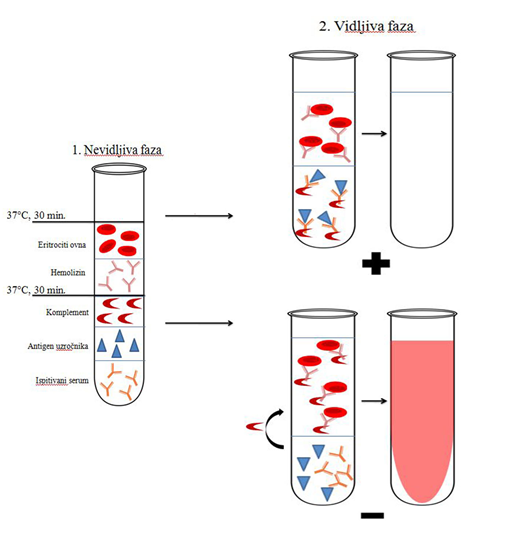 2. Vidljiva faza
1. Nevidljiva faza
37°C, 30 min.
Eritrociti ovna
Hemolizin
37°C, 30 min.
Komplement
Antigen uzročnika
Ispitivani serum